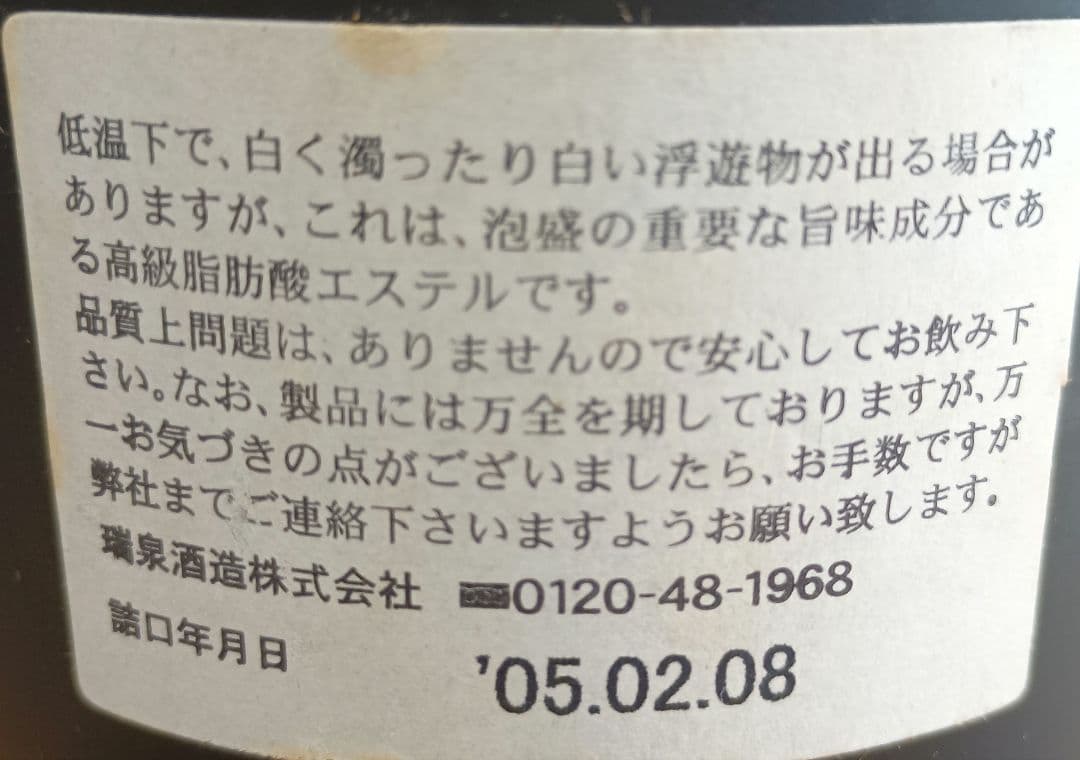 低温下で、白く濁ったり白い浮遊物が出る場合が
ありますが、これは、泡盛の重要な旨味成分であ
る高級脂肪酸エステルです。
品質上問題は、ありませんので安心してお飲み下
さい。なお、製品には万全を期しておりますが、万
一お気づきの点がございましたら、お手数ですが
弊社までご連絡下さいますようお願い致します。
瑞泉酒造株式会社 0120-48-1968
詰口年月日 '05.02.08